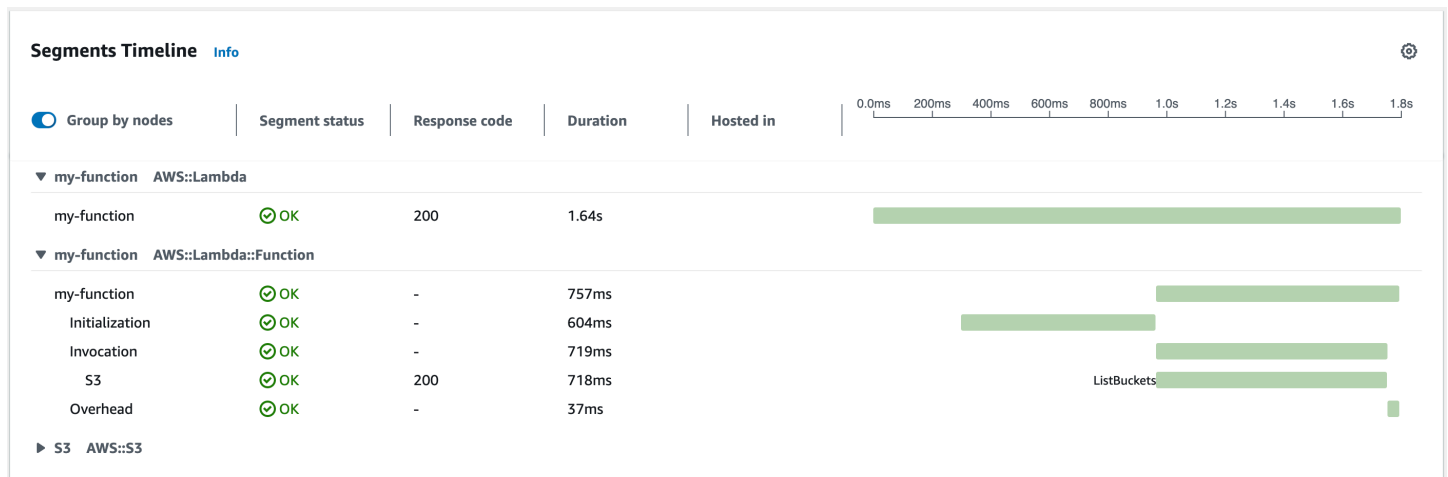 Segments Timeline Info
Group by nodes Segment status Response code Duration Hosted in 0.0ms 200ms 400ms 600ms 800ms 1.0s 1.2s 1.4s 1.6s 1.8s
my-function AWS::Lambda
my-function OK 200 1.64s
my-function AWS::Lambda::Function
my-function OK - 757ms
Initialization OK - 604ms
Invocation OK - 719ms
S3 OK 200 718ms ListBuckets
Overhead OK - 37ms
S3 AWS::S3